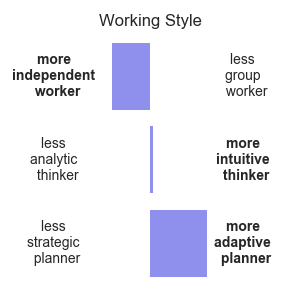 Working Style
more
independent
worker
less
group
worker
less
analytic
thinker
more
intuitive
thinker
less
strategic
planner
more
adaptive
planner